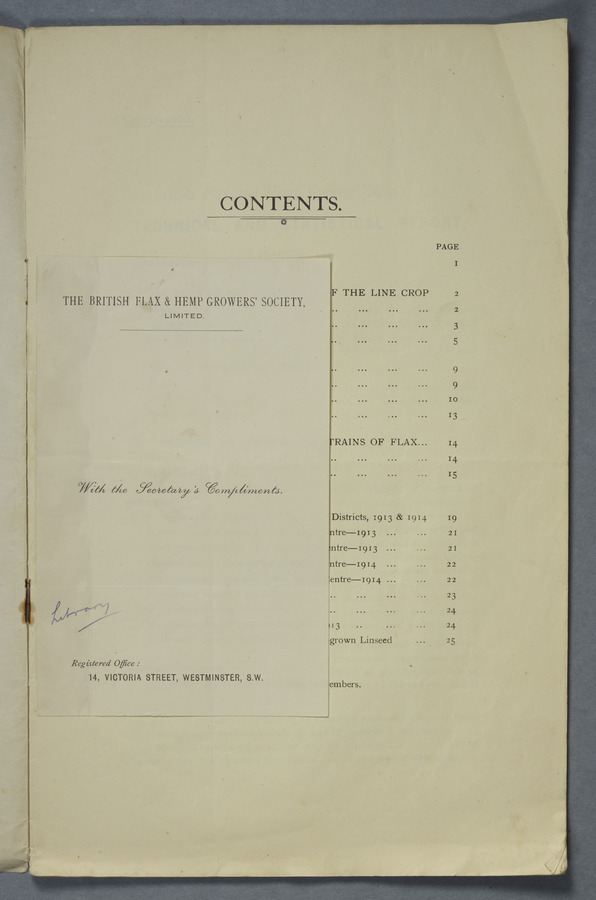 CONTENTS.
PAGE
1
F THE LINE CROP 2
.. ... ... ... 2
.. ... ... ... 3
.. ... ... ... 5
.. ... ... ... 9
.. ... ... ... 9
.. ... ... ... 10
.. ... ... ... 13
TRAINS OF FLAX... 14
.. ... ... ... 14
.. ... ... ... 15
Districts, 1913 & 1914 19
ntre—1913 ... ... 21
entre—1913 ... ... 21
ntre—1914 ... ... 22
entre—1914 ... ... 22
.. ... ... ... 23
.. ... ... ... 24
13 .. ... ... 24
grown Linseed ... 25
embers.
THE BRITISH FLAX & HEMP GROWERS' SOCIETY,
LIMITED.
With the Secretary's Compliments.
Library
Registered Office :
14, VICTORIA STREET, WESTMINSTER, S.W.